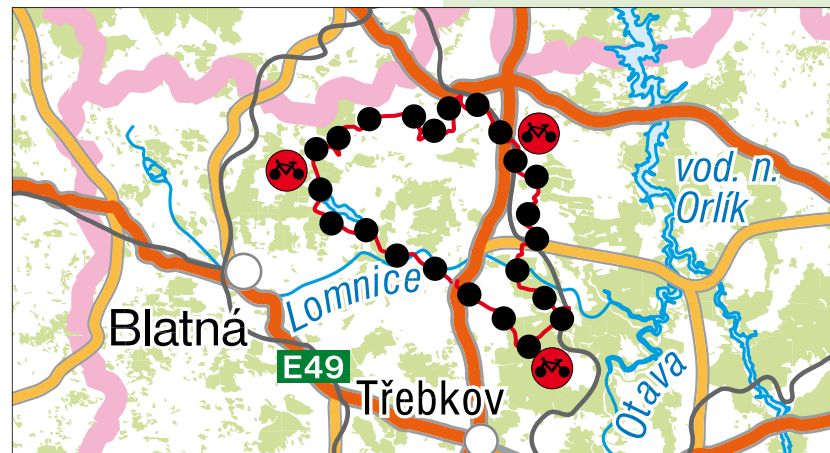 vod. n.
Orlík
Lomnice
Blatná
E49
Třebkov
Otava